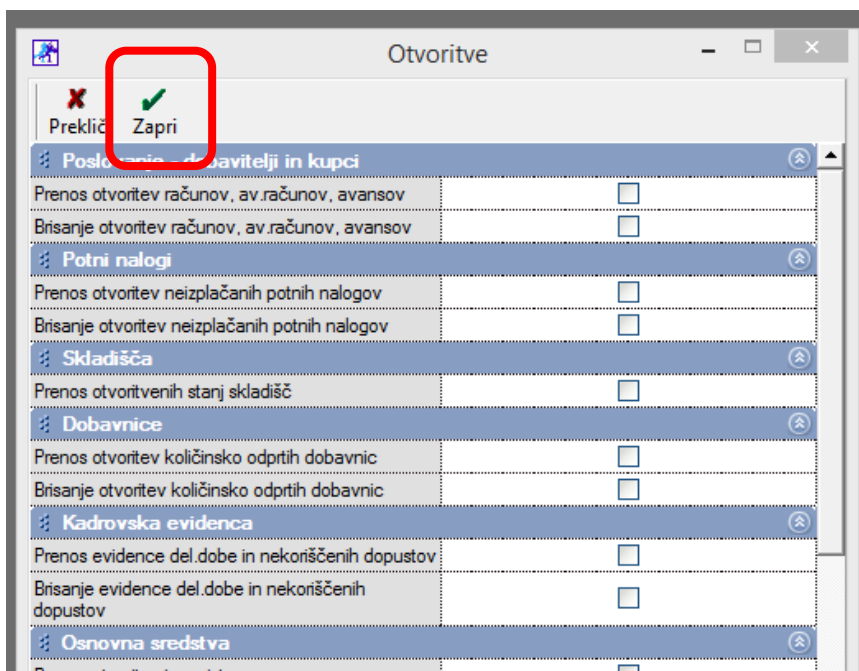 Otvoritve
Prekliči Zapri
Poslovanje - dobavitelji in kupci
Prenos otvoritev računov, av.računov, avansov
Brisanje otvoritev računov, av.računov, avansov
Potni nalogi
Prenos otvoritev neizplačanih potnih nalogov
Brisanje otvoritev neizplačanih potnih nalogov
Skladišča
Prenos otvoritvenih stanj skladišč
Dobavnice
Prenos otvoritev količinsko odprtih dobavnic
Brisanje otvoritev količinsko odprtih dobavnic
Kadrovska evidenca
Prenos evidence del.dobe in nekoriščenih dopustov
Brisanje evidence del.dobe in nekoriščenih
dopustov
Osnovna sredstva